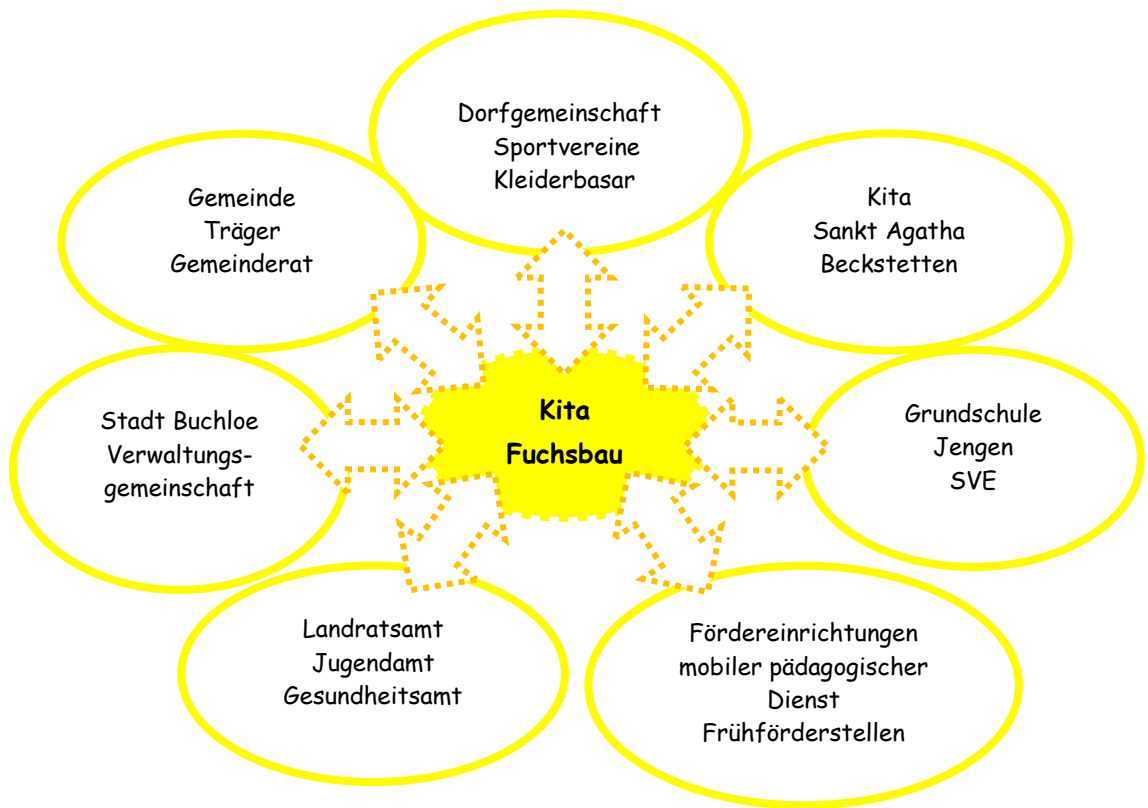 Dorfgemeinschaft
Sportvereine
Kleiderbasar
Gemeinde
Träger
Gemeinderat
Kita
Sankt Agatha
Beckstetten
Stadt Buchloe
Verwaltungs-
gemeinschaft
Kita
Fuchsbau
Grundschule
Jengen
SVE
Landratsamt
Jugendamt
Gesundheitsamt
Fördereinrichtungen
mobiler pädagogischer
Dienst
Frühförderstellen